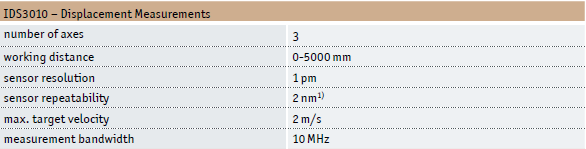 IDS3010 – Displacement Measurements
number of axes 3
working distance 0-5000 mm
sensor resolution 1 pm
sensor repeatability 2 nm¹⁾
max. target velocity 2 m/s
measurement bandwidth 10 MHz